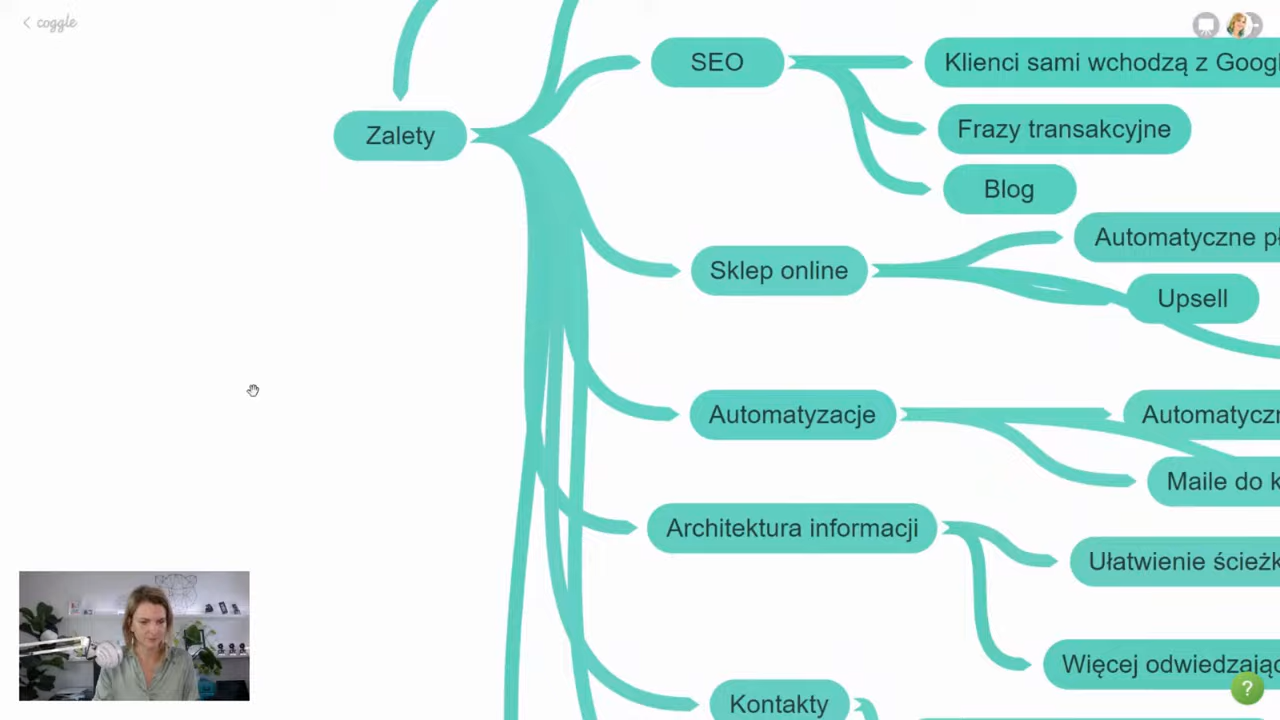 coggle
SEO
Klienci sami wchodzą z Googl
Zalety
Frazy transakcyjne
Blog
Automatyczne pł
Sklep online
Upsell
Automatyzacje
Automatyczn
Maile do k
Architektura informacji
Ułatwienie ścieżk
Więcej odwiedzając
Kontakty
?